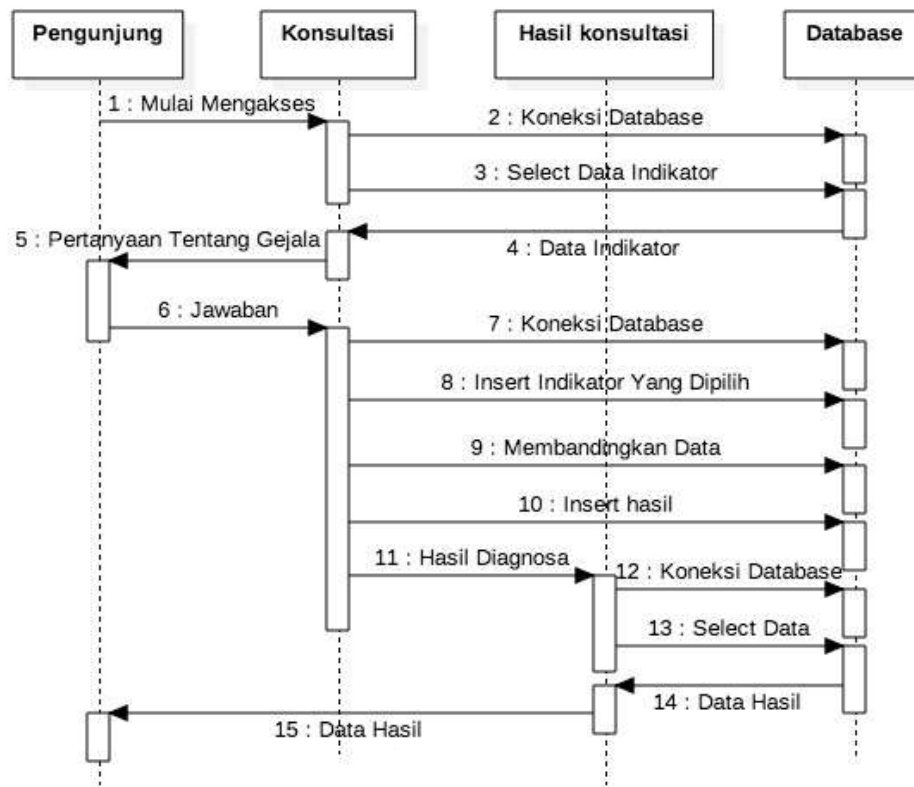 Pengunjung
Konsultasi
Hasil konsultasi
Database
1 : Mulai Mengakses
2 : Koneksi Database
3 : Select Data Indikator
4 : Data Indikator
5 : Pertanyaan Tentang Gejala
6 : Jawaban
7 : Koneksi Database
8 : Insert Indikator Yang Dipilih
9 : Membandingkan Data
10 : Insert hasil
11 : Hasil Diagnosa
12 : Koneksi Database
13 : Select Data
14 : Data Hasil
15 : Data Hasil